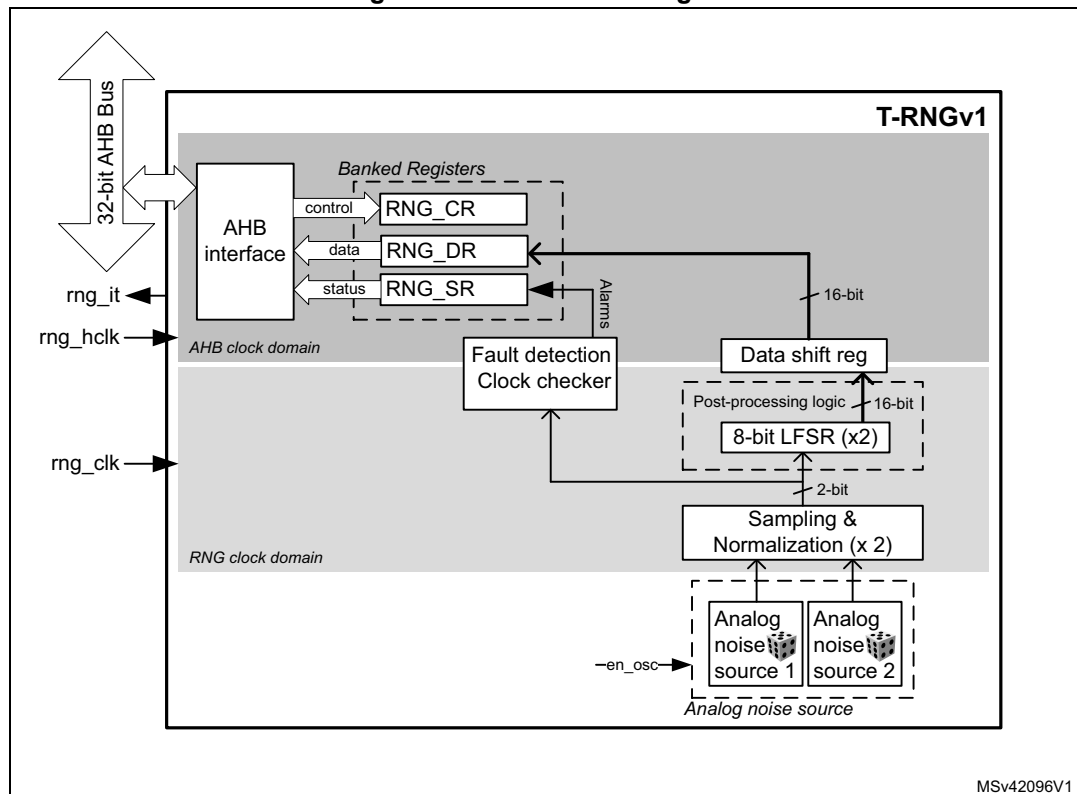 T-RNGv1
32-bit AHB Bus
Banked Registers
control
RNG_CR
AHB
interface
data
RNG_DR
status
RNG_SR
Alarms
16-bit
rng_it
rng_hclk
AHB clock domain
Fault detection
Clock checker
Data shift reg
Post-processing logic
16-bit
8-bit LFSR (x2)
rng_clk
2-bit
Sampling &
Normalization (x 2)
RNG clock domain
Analog
noise
source 1
Analog
noise
source 2
en_osc
Analog noise source
MSv42096V1